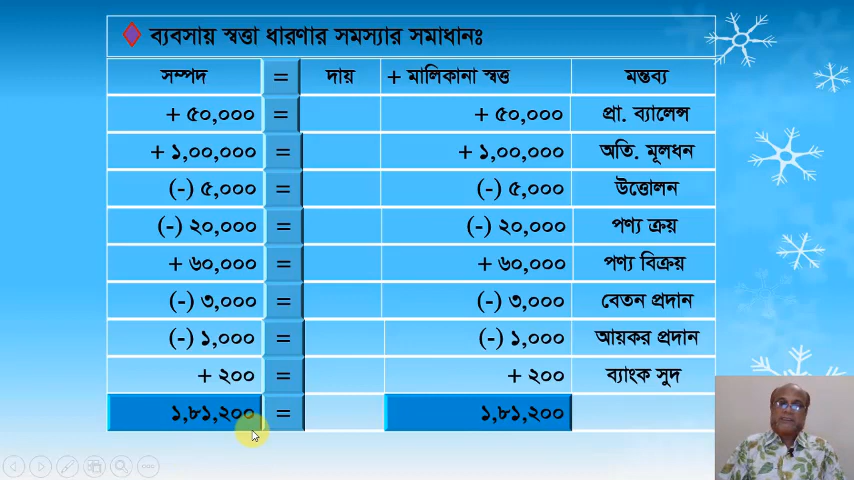 ব্যবসায় স্বত্তা ধারণার সমস্যার সমাধানঃ
সম্পদ = দায় + মালিকানা স্বত্ত মন্তব্য
+ ৫০,০০০ = + ৫০,০০০ প্রা. ব্যালেন্স
+ ১,০০,০০০ = + ১,০০,০০০ অতি. মূলধন
(-) ৫,০০০ = (-) ৫,০০০ উত্তোলন
(-) ২০,০০০ = (-) ২০,০০০ পণ্য ক্রয়
+ ৬০,০০০ = + ৬০,০০০ পণ্য বিক্রয়
(-) ৩,০০০ = (-) ৩,০০০ বেতন প্রদান
(-) ১,০০০ = (-) ১,০০০ আয়কর প্রদান
+ ২০০ = + ২০০ ব্যাংক সুদ
১,৮১,২০০ = ১,৮১,২০০